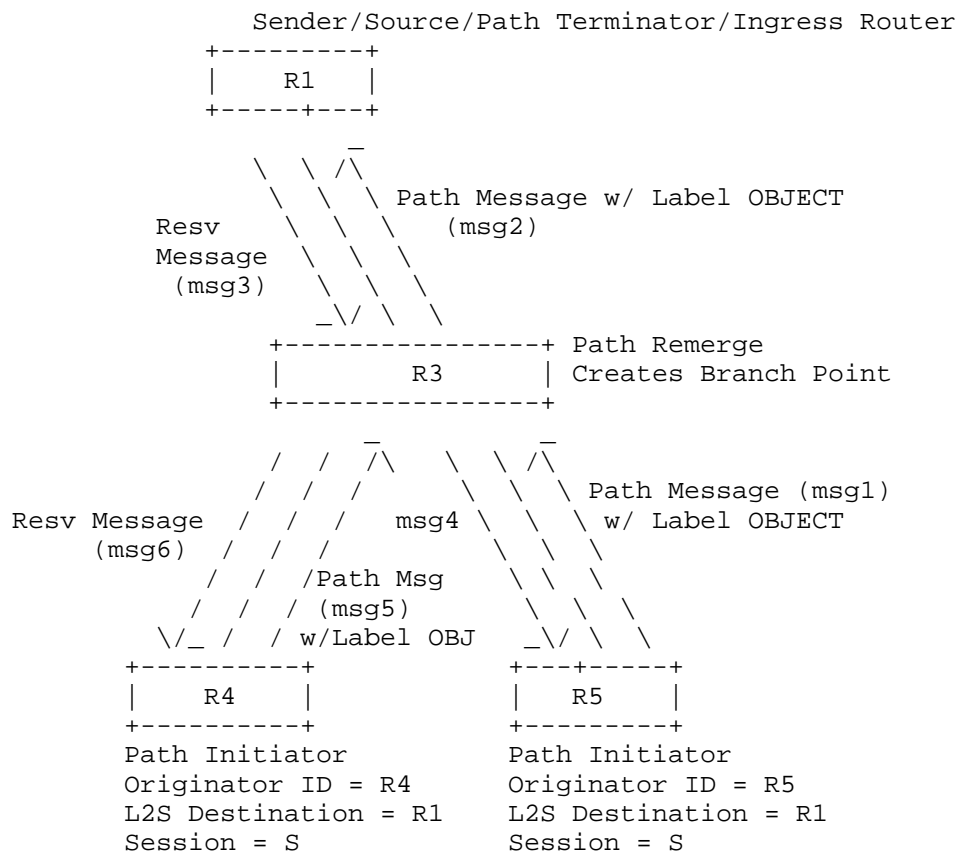 Sender/Source/Path Terminator/Ingress Router
R1
Path Message w/ Label OBJECT
Resv (msg2)
Message
(msg3)
Path Remerge
R3 Creates Branch Point
Path Message (msg1)
Resv Message msg4 w/ Label OBJECT
(msg6)
Path Msg
(msg5)
w/Label OBJ
R4 R5
Path Initiator Path Initiator
Originator ID = R4 Originator ID = R5
L2S Destination = R1 L2S Destination = R1
Session = S Session = S